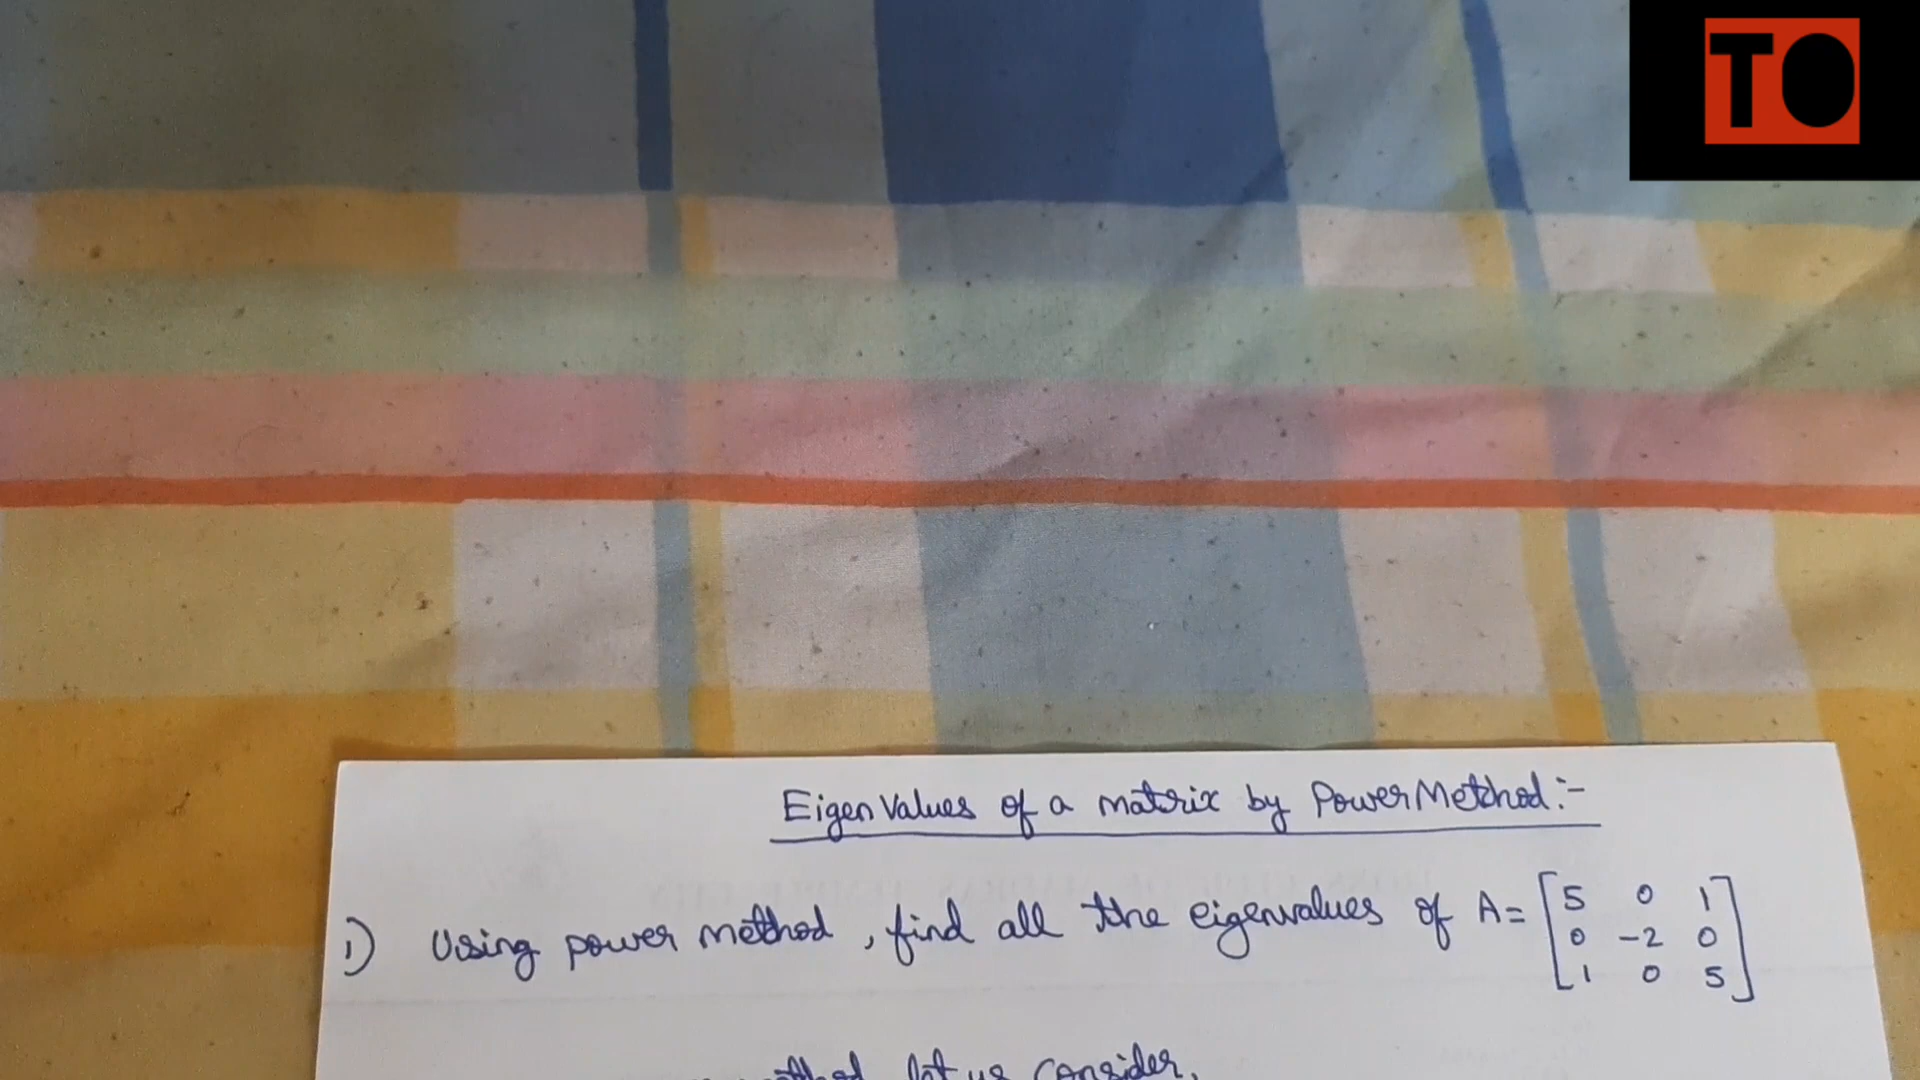 TO
Eigen Values of a matrix by Power Method:-
1) Using power method, find all the eigenvalues of A= [5 0 1
0 -2 0
1 0 5]
let us consider,